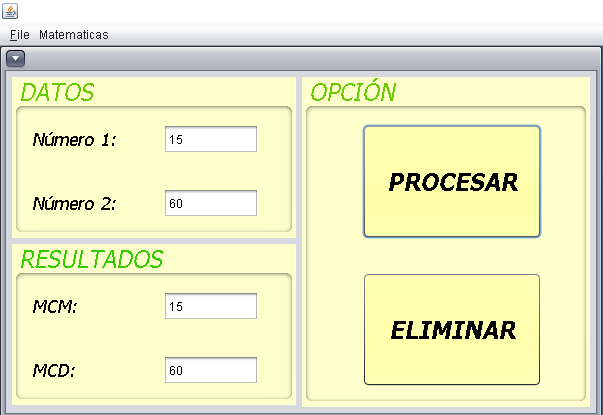 File Matematicas
DATOS
Número 1: 15
Número 2: 60
RESULTADOS
MCM: 15
MCD: 60
OPCIÓN
PROCESAR
ELIMINAR